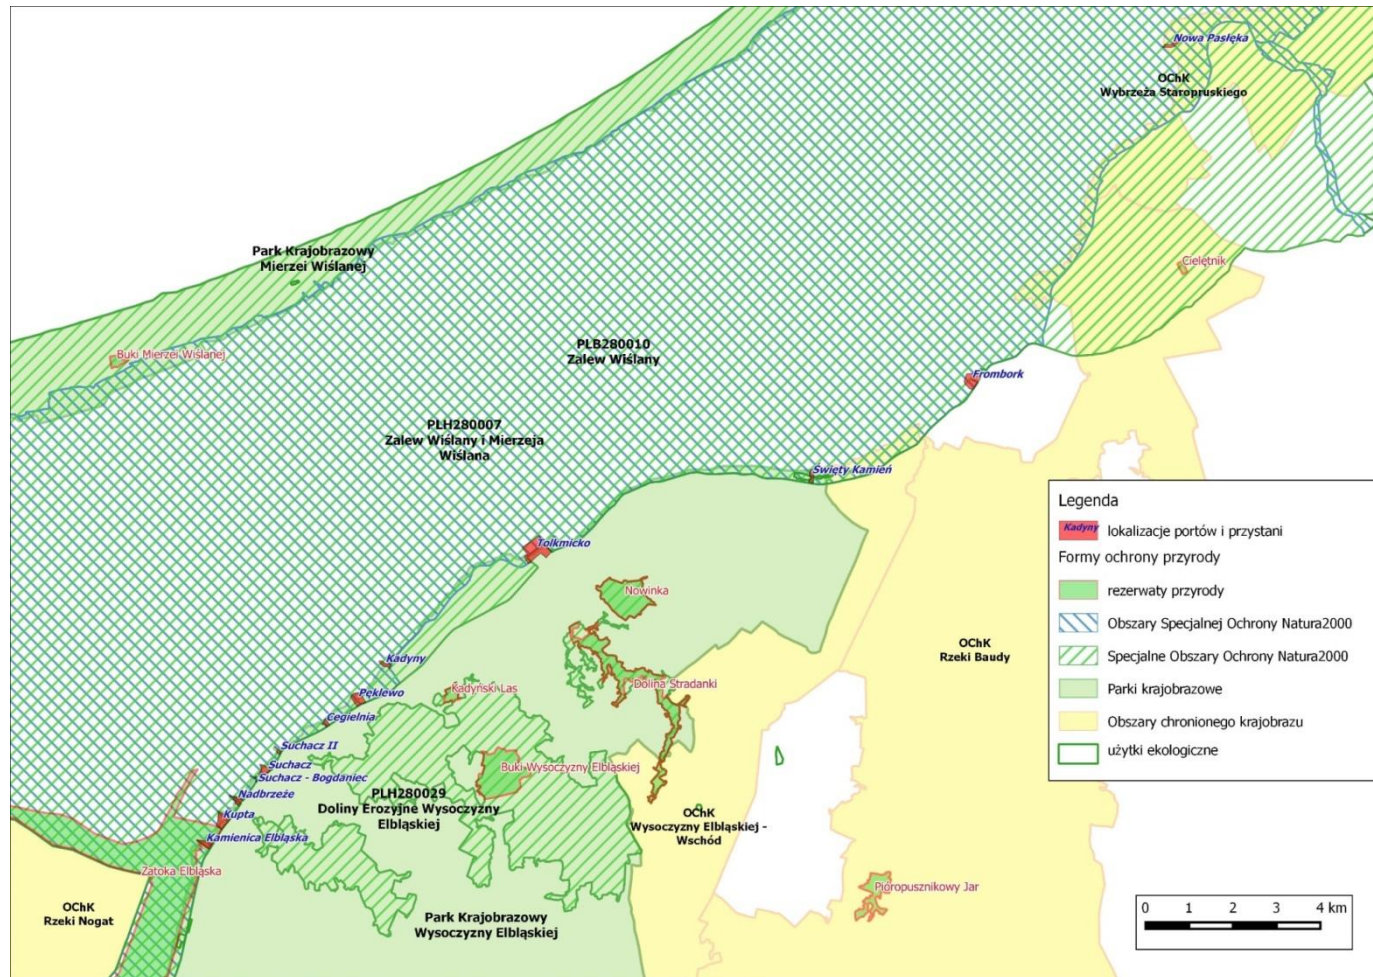 Nowa Pasłęka
OChK
Wybrzeża Staropruskiego
Park Krajobrazowy
Mierzei Wiślanej
Cielętnik
Buki Mierzei Wiślanej
PLB280010
Zalew Wiślany
Frombork
PLH280007
Zalew Wiślany i Mierzeja
Wiślana
Święty Kamień
Tolkmicko
Nowinka
Kadyny
Pęklewo
Kadyński Las
Dolina Stradanki
OChK
Rzeki Baudy
Cegielnia
Suchacz II
Suchacz
Suchacz - Bogdaniec
Buki Wysoczyzny Elbląskiej
Nadbrzeże
PLH280029
Doliny Erozyjne Wysoczyzny
Elbląskiej
Kupta
OChK
Wysoczyzny Elbląskiej -
Wschód
Kamienica Elbląska
Zatoka Elbląska
Pióropusznikowy Jar
OChK
Rzeki Nogat
Park Krajobrazowy
Wysoczyzny Elbląskiej
Legenda
Kadyny lokalizacje portów i przystani
Formy ochrony przyrody
rezerwaty przyrody
Obszary Specjalnej Ochrony Natura2000
Specjalne Obszary Ochrony Natura2000
Parki krajobrazowe
Obszary chronionego krajobrazu
użytki ekologiczne
0 1 2 3 4 km